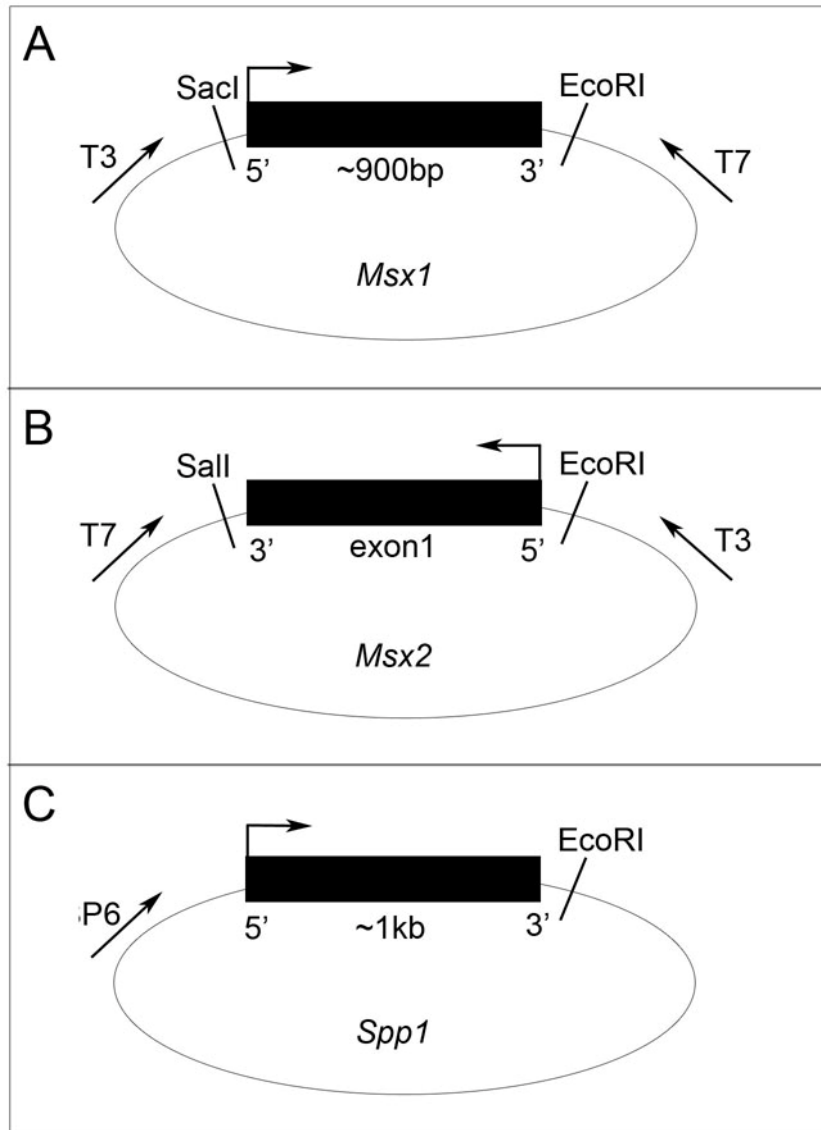 A
SacI
EcoRI
T3
T7
5’ ~900bp 3’
Msx1
B
SalI
EcoRI
T7
T3
3’ exon1 5’
Msx2
C
EcoRI
P6
5’ ~1kb 3’
Spp1